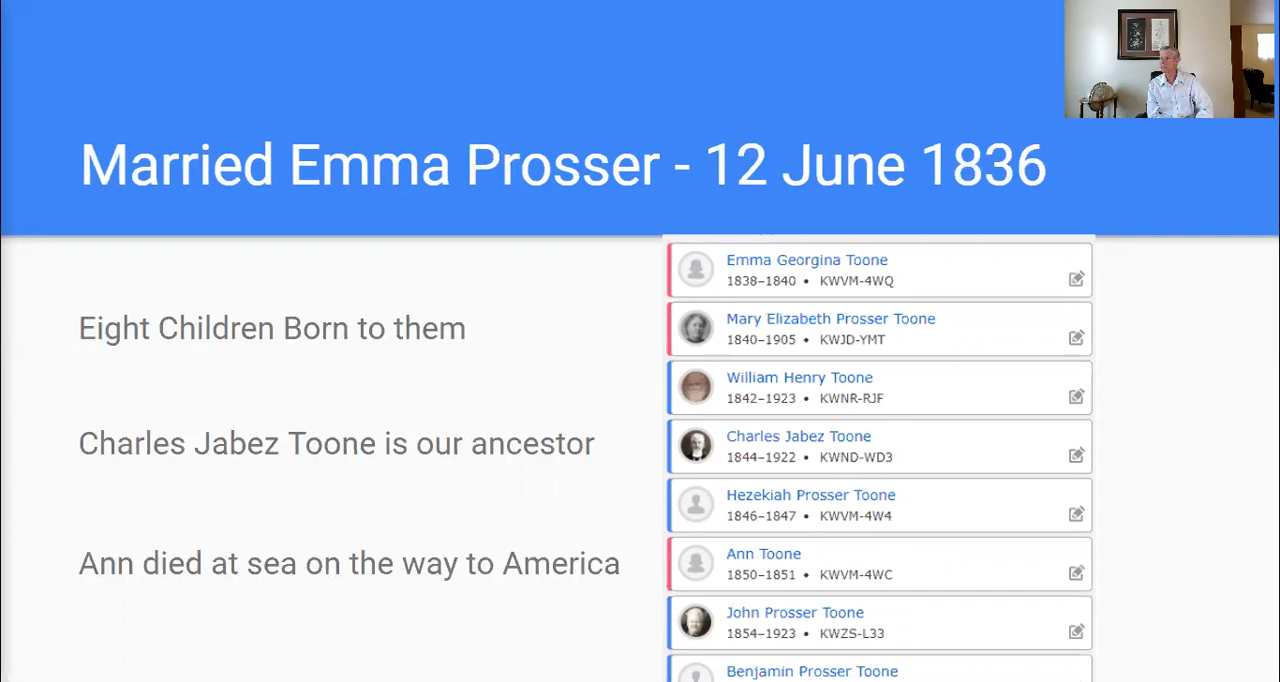 Married Emma Prosser - 12 June 1836
Eight Children Born to them
Charles Jabez Toone is our ancestor
Ann died at sea on the way to America
Emma Georgina Toone
1838–1840 • KWVM-4WQ
Mary Elizabeth Prosser Toone
1840–1905 • KWJD-YMT
William Henry Toone
1842–1923 • KWNR-RJF
Charles Jabez Toone
1844–1922 • KWND-WD3
Hezekiah Prosser Toone
1846–1847 • KWVM-4W4
Ann Toone
1850–1851 • KWVM-4WC
John Prosser Toone
1854–1923 • KWZS-L33
Benjamin Prosser Toone